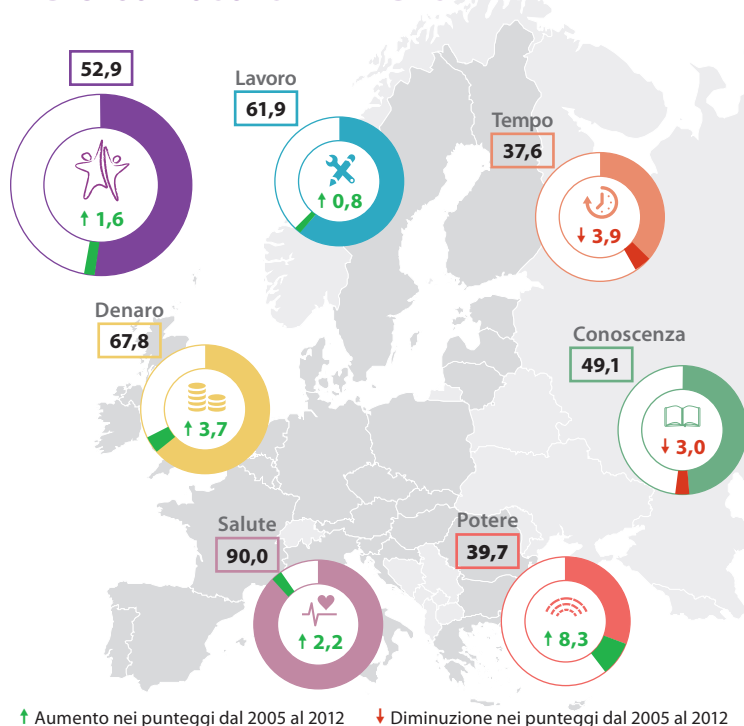 52,9
↑ 1,6
Lavoro
61,9
↑ 0,8
Tempo
37,6
↓ 3,9
Denaro
67,8
↑ 3,7
Conoscenza
49,1
↓ 3,0
Salute
90,0
↑ 2,2
Potere
39,7
↑ 8,3
↑ Aumento nei punteggi dal 2005 al 2012
↓ Diminuzione nei punteggi dal 2005 al 2012